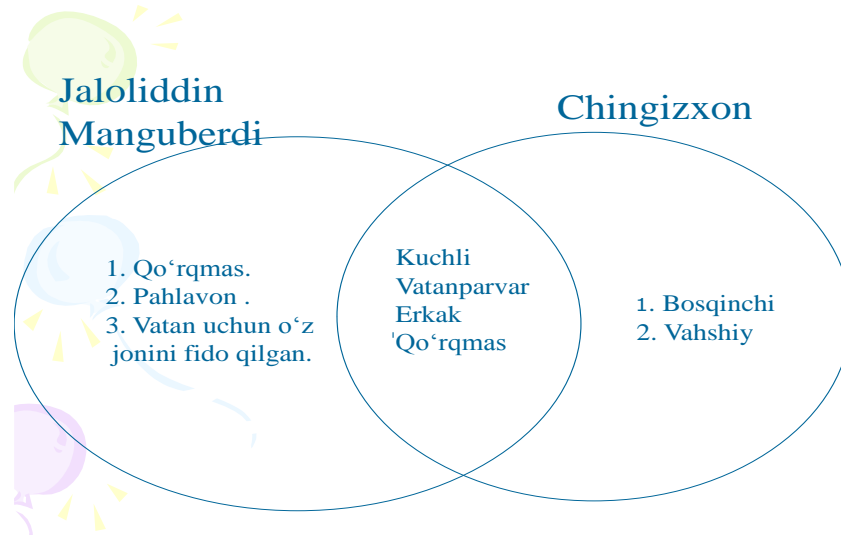 Jaloliddin
Manguberdi
Chingizxon
1. Qo‘rqmas.
2. Pahlavon .
3. Vatan uchun o‘z
jonini fido qilgan.
Kuchli
Vatanparvar
Erkak
'Qo‘rqmas
1. Bosqinchi
2. Vahshiy